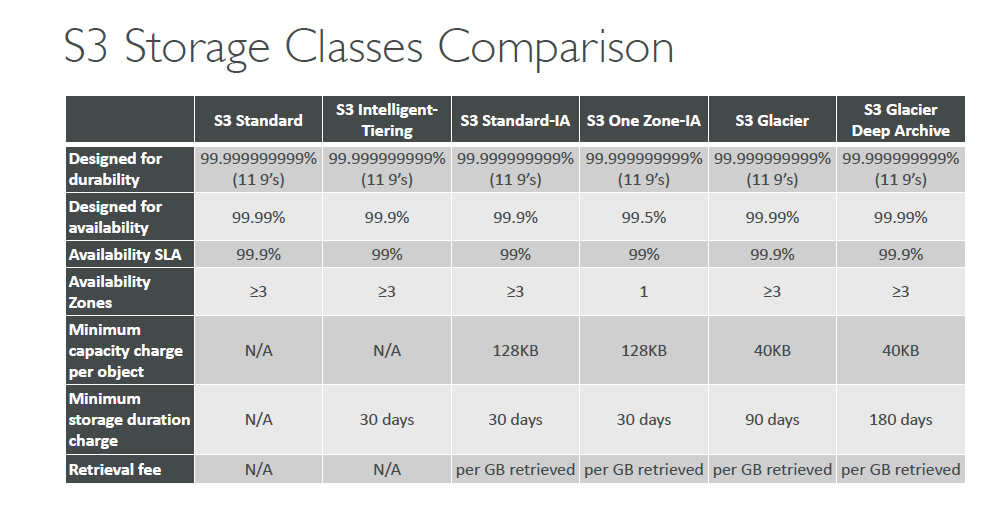 S3 Storage Classes Comparison
S3 Standard
S3 Intelligent-
Tiering
S3 Standard-IA
S3 One Zone-IA
S3 Glacier
S3 Glacier
Deep Archive
Designed for
durability
99.999999999%
(11 9’s)
99.999999999%
(11 9’s)
99.999999999%
(11 9’s)
99.999999999%
(11 9’s)
99.999999999%
(11 9’s)
99.999999999%
(11 9’s)
Designed for
availability
99.99%
99.9%
99.9%
99.5%
99.99%
99.99%
Availability SLA
99.9%
99%
99%
99%
99.9%
99.9%
Availability
Zones
≥3
≥3
≥3
1
≥3
≥3
Minimum
capacity charge
per object
N/A
N/A
128KB
128KB
40KB
40KB
Minimum
storage duration
charge
N/A
30 days
30 days
30 days
90 days
180 days
Retrieval fee
N/A
N/A
per GB retrieved
per GB retrieved
per GB retrieved
per GB retrieved